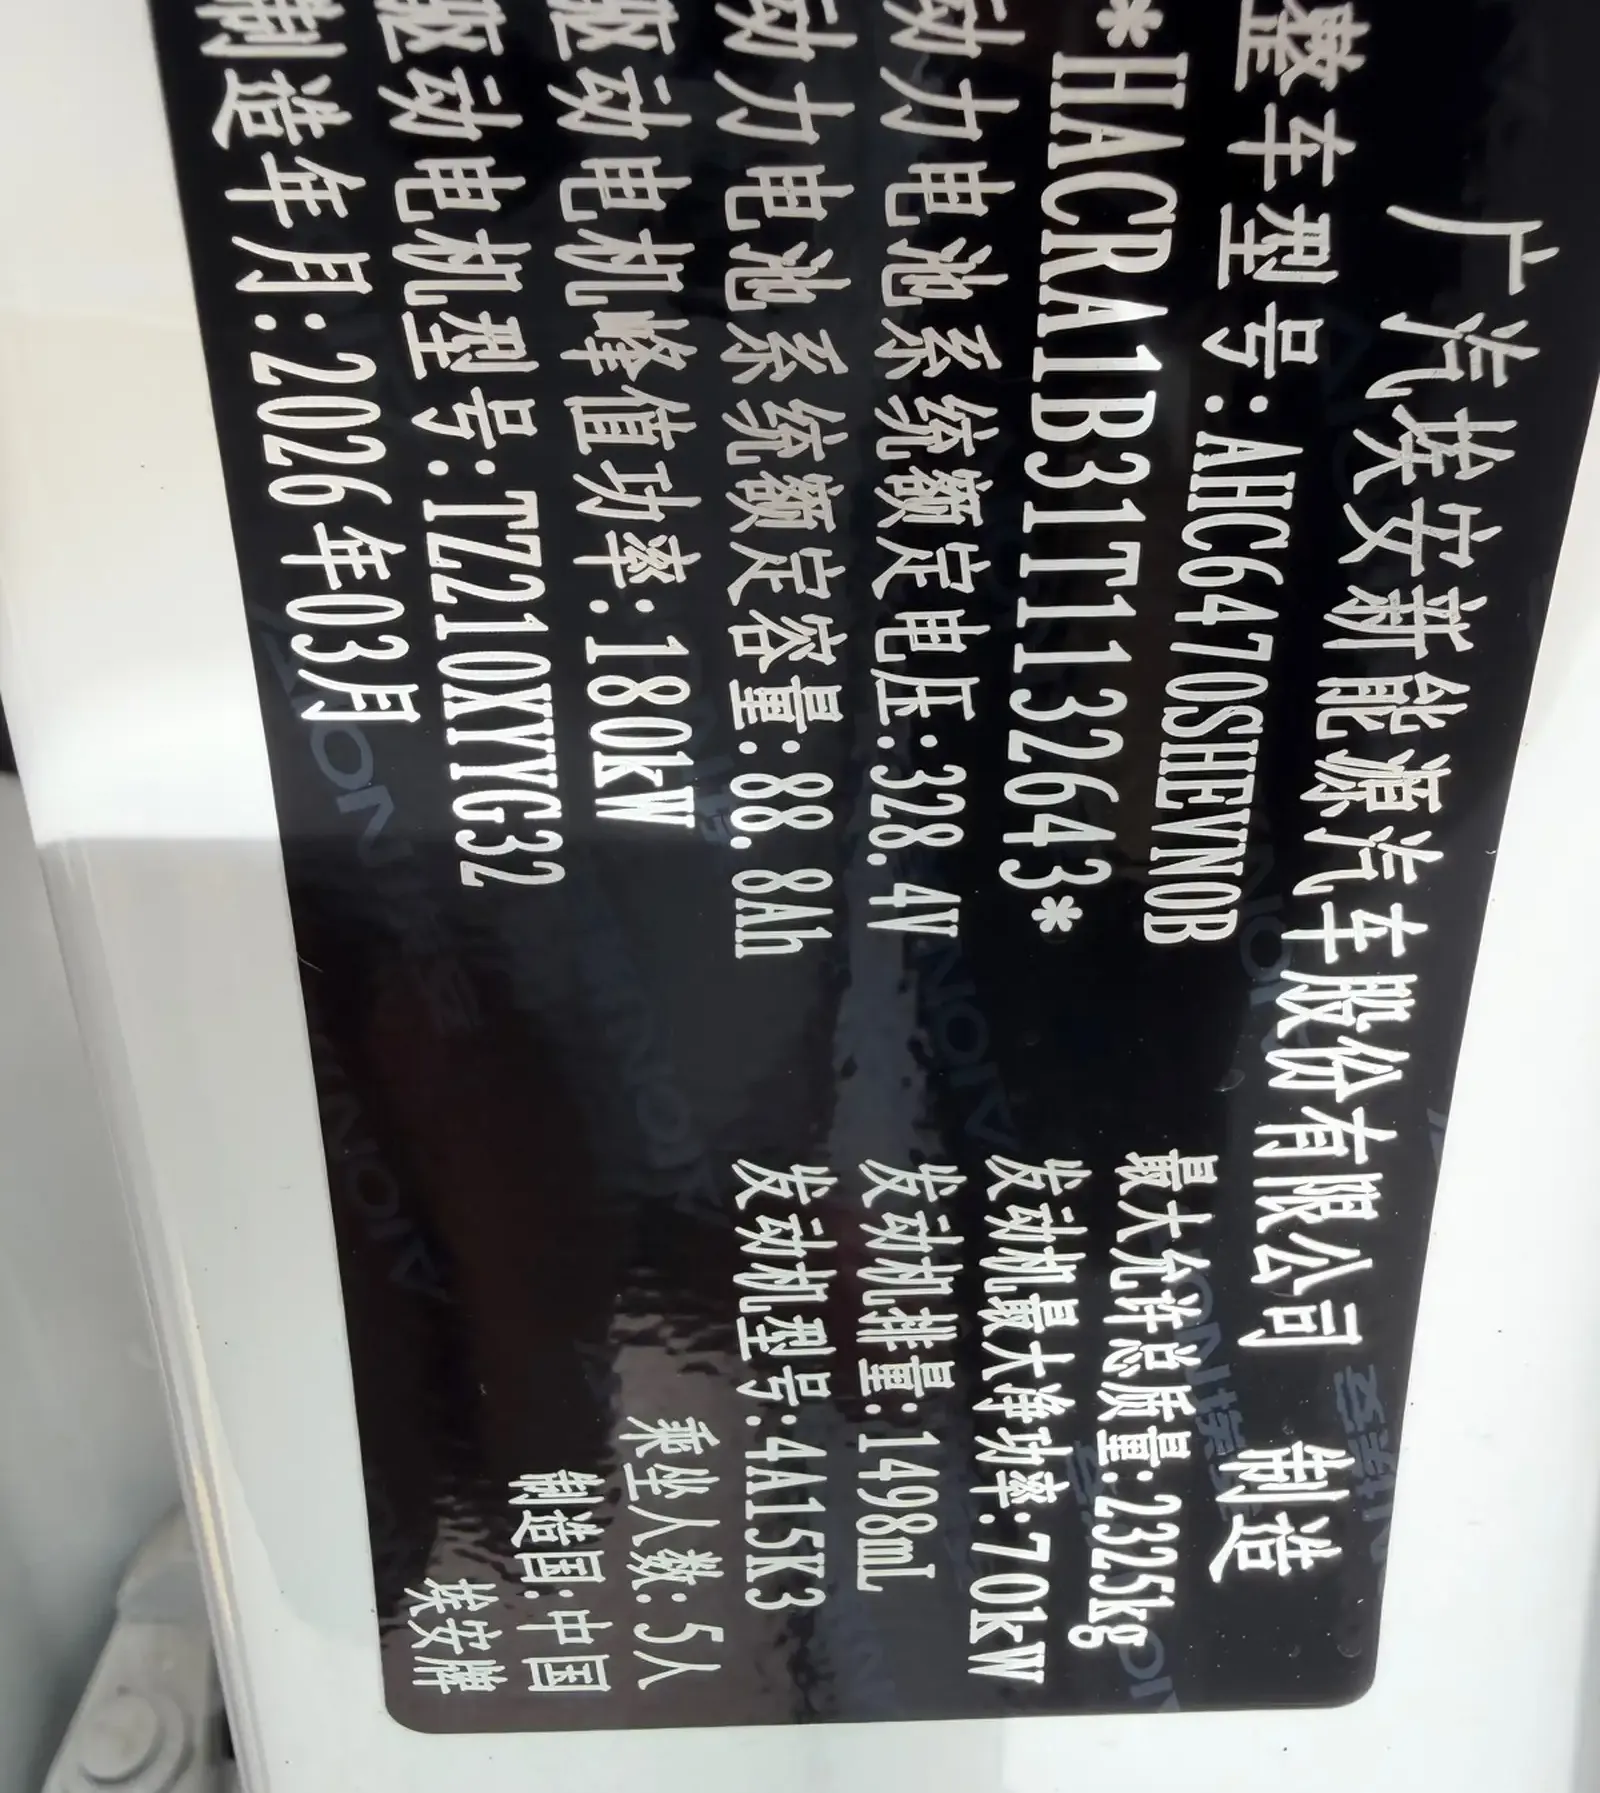 广汽埃安新能源汽车股份有限公司 制造
整车型号:AHC6470SHEVN0B
最大允许总质量:2325kg
*HACRA1B31T1132643*
发动机最大净功率:70kW
动力电池系统额定电压:328.4V
发动机排量:1498mL
动力电池系统额定容量:88.8Ah
发动机型号:4A15K3
驱动电机峰值功率:180kW
乘坐人数:5人
驱动电机型号:TZ210XYYG32
制造国:中国
制造年月:2026年03月
埃安牌